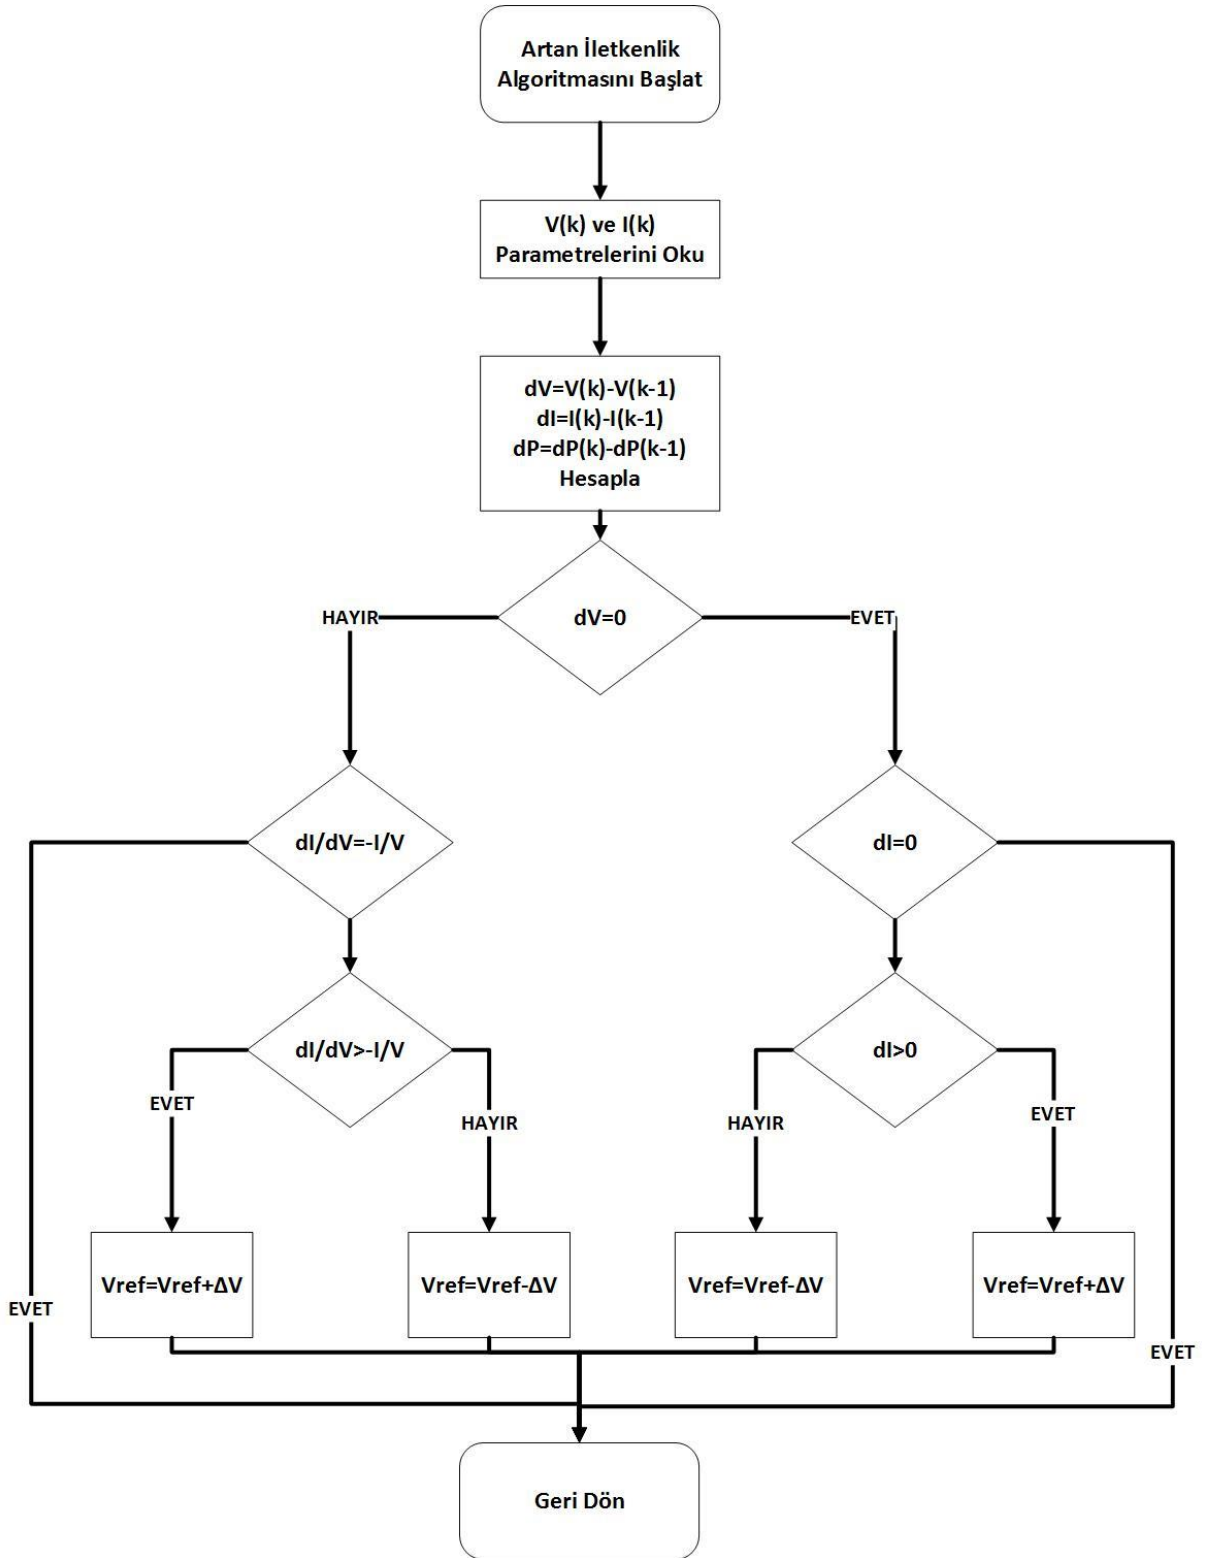 Artan İletkenlik
Algoritmasını Başlat
V(k) ve I(k)
Parametrelerini Oku
dV=V(k)-V(k-1)
dI=I(k)-I(k-1)
dP=dP(k)-dP(k-1)
Hesapla
dV=0
HAYIR
EVET
dI/dV=-I/V
dI=0
dI/dV>-I/V
dI>0
EVET
HAYIR
HAYIR
EVET
Vref=Vref+ΔV
Vref=Vref-ΔV
Vref=Vref-ΔV
Vref=Vref+ΔV
EVET
EVET
Geri Dön